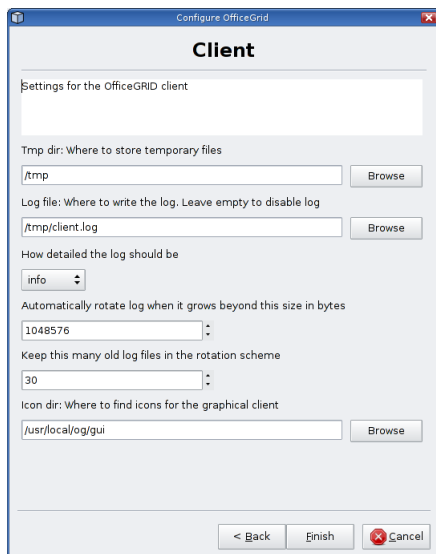 Configure OfficeGrid
Client
Settings for the OfficeGRID client
Tmp dir: Where to store temporary files
/tmp
Browse
Log file: Where to write the log. Leave empty to disable log
/tmp/client.log
Browse
How detailed the log should be
info
Automatically rotate log when it grows beyond this size in bytes
1048576
Keep this many old log files in the rotation scheme
30
Icon dir: Where to find icons for the graphical client
/usr/local/og/gui
Browse
< Back
Finish
Cancel